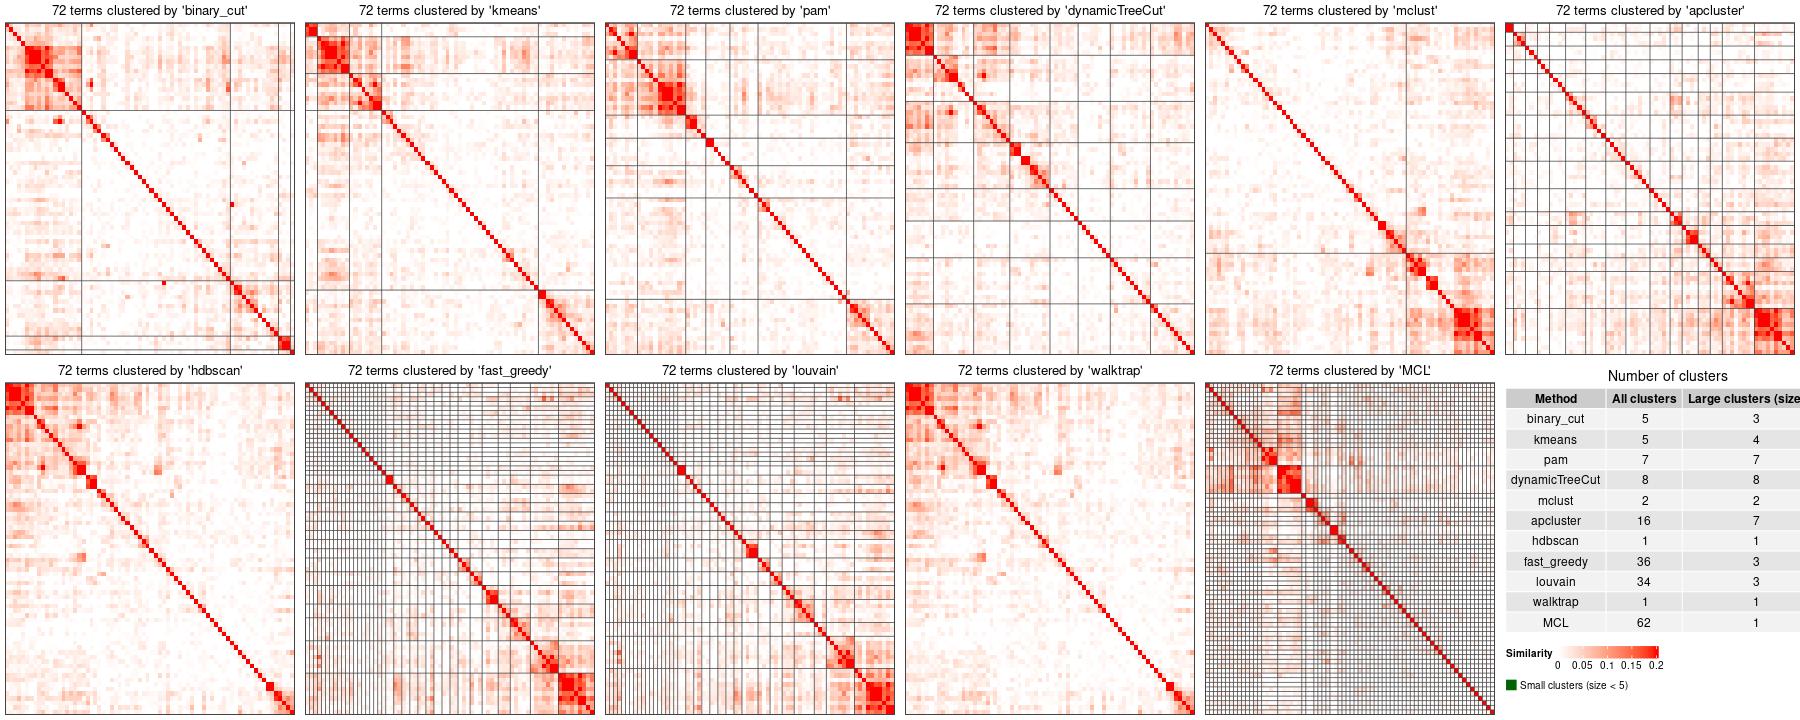 72 terms clustered by 'binary_cut'
72 terms clustered by 'kmeans'
72 terms clustered by 'pam'
72 terms clustered by 'dynamicTreeCut'
72 terms clustered by 'mclust'
72 terms clustered by 'apcluster'
72 terms clustered by 'hdbscan'
72 terms clustered by 'fast_greedy'
72 terms clustered by 'louvain'
72 terms clustered by 'walktrap'
72 terms clustered by 'MCL'
Number of clusters
Method All clusters Large clusters (size
binary_cut 5 3
kmeans 5 4
pam 7 7
dynamicTreeCut 8 8
mclust 2 2
apcluster 16 7
hdbscan 1 1
fast_greedy 36 3
louvain 34 3
walktrap 1 1
MCL 62 1
Similarity
0 0.05 0.1 0.15 0.2
Small clusters (size < 5)